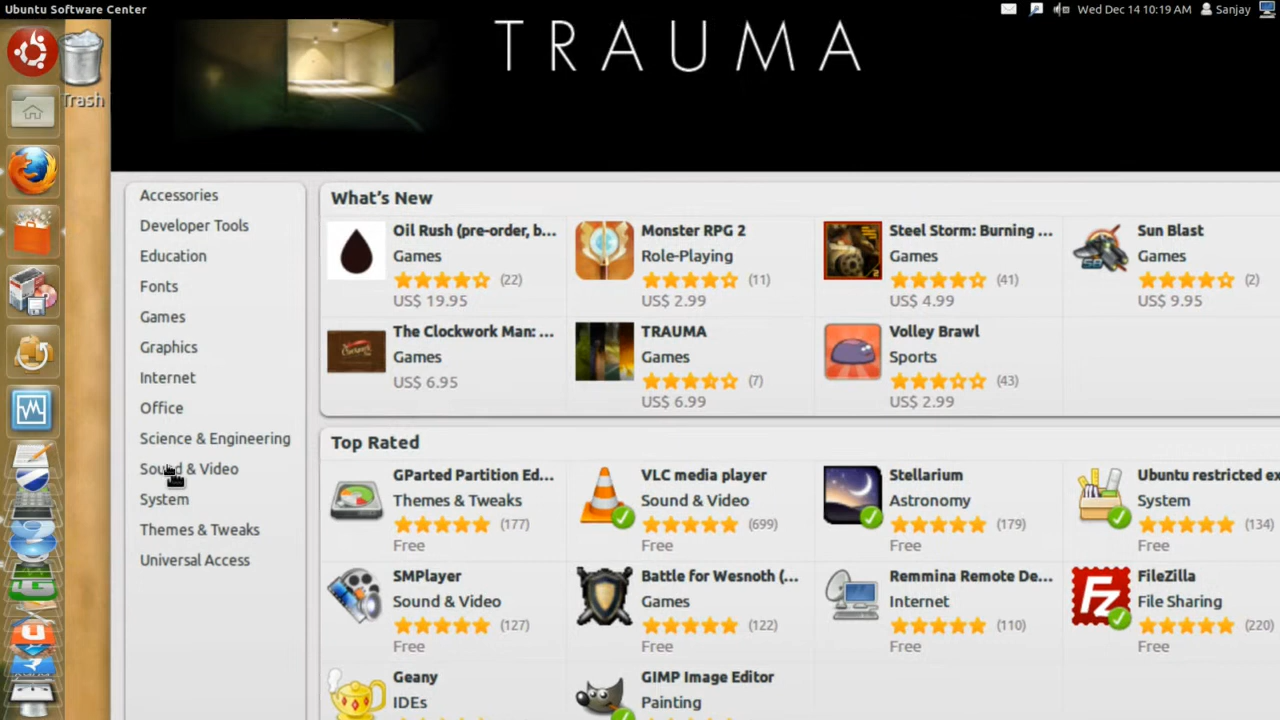 Ubuntu Software Center
Wed Dec 14 10:19 AM
Sanjay
Trash
TRAUMA
Accessories
Developer Tools
Education
Fonts
Games
Graphics
Internet
Office
Science & Engineering
Sound & Video
System
Themes & Tweaks
Universal Access
What's New
Oil Rush (pre-order, b...
Games
(22)
US$ 19.95
Monster RPG 2
Role-Playing
(11)
US$ 2.99
Steel Storm: Burning ...
Games
(41)
US$ 4.99
Sun Blast
Games
(2)
US$ 9.95
The Clockwork Man: ...
Games
US$ 6.95
TRAUMA
Games
(7)
US$ 6.99
Volley Brawl
Sports
(43)
US$ 2.99
Top Rated
GParted Partition Ed...
Themes & Tweaks
(177)
Free
VLC media player
Sound & Video
(699)
Free
Stellarium
Astronomy
(179)
Free
Ubuntu restricted ex
System
(134)
Free
SMPlayer
Sound & Video
(127)
Free
Battle for Wesnoth (...
Games
(122)
Free
Remmina Remote De...
Internet
(110)
Free
FileZilla
File Sharing
(220)
Free
Geany
IDEs
GIMP Image Editor
Painting